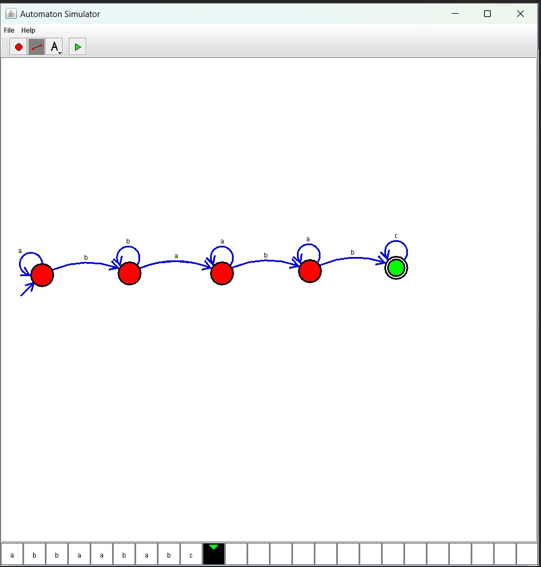 Automaton Simulator
File Help
A
a b b a a b a b b c
a b b a a b a b c